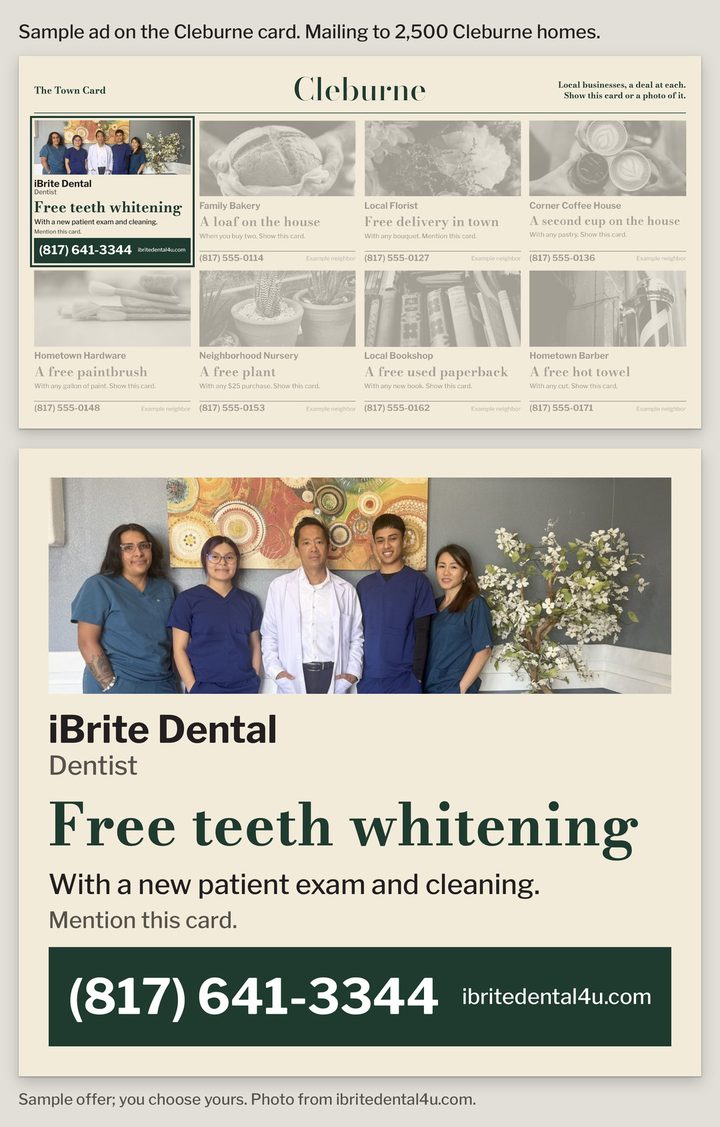 Sample ad on the Cleburne card. Mailing to 2,500 Cleburne homes.
The Town Card
Cleburne
Local businesses, a deal at each.
Show this card or a photo of it.
iBrite Dental
Dentist
Free teeth whitening
With a new patient exam and cleaning.
Mention this card.
(817) 641-3344 ibritedental4u.com
Family Bakery
A loaf on the house
When you buy two. Show this card.
(817) 555-0114 Example neighbor
Local Florist
Free delivery in town
With any bouquet. Mention this card.
(817) 555-0127 Example neighbor
Corner Coffee House
A second cup on the house
With any pastry. Show this card.
(817) 555-0136 Example neighbor
Hometown Hardware
A free paintbrush
With any gallon of paint. Show this card.
(817) 555-0148 Example neighbor
Neighborhood Nursery
A free plant
With any $25 purchase. Show this card.
(817) 555-0153 Example neighbor
Local Bookshop
A free used paperback
With any new book. Show this card.
(817) 555-0162 Example neighbor
Hometown Barber
A free hot towel
With any cut. Show this card.
(817) 555-0171 Example neighbor
iBrite Dental
Dentist
Free teeth whitening
With a new patient exam and cleaning.
Mention this card.
(817) 641-3344 ibritedental4u.com
Sample offer; you choose yours. Photo from ibritedental4u.com.